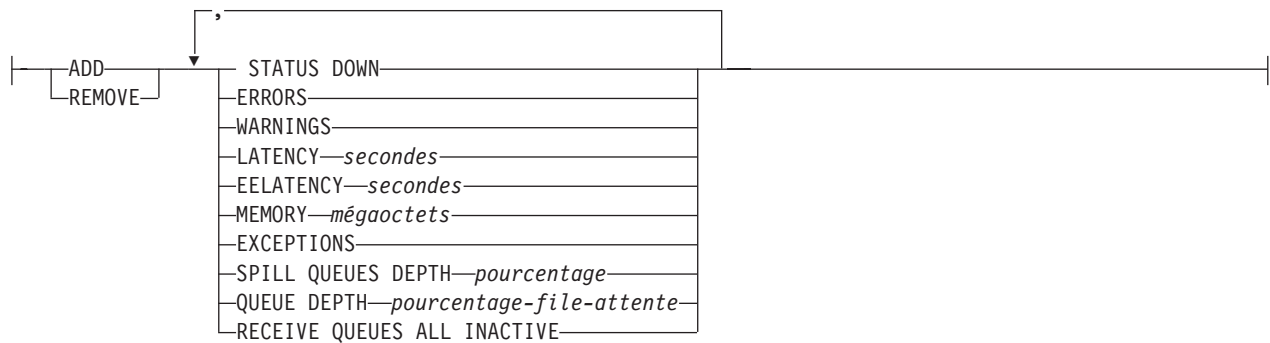 ,
ADD STATUS DOWN
REMOVE ERRORS
WARNINGS
LATENCY secondes
EELATENCY secondes
MEMORY mégaoctets
EXCEPTIONS
SPILL QUEUES DEPTH pourcentage
QUEUE DEPTH pourcentage-file-attente
RECEIVE QUEUES ALL INACTIVE